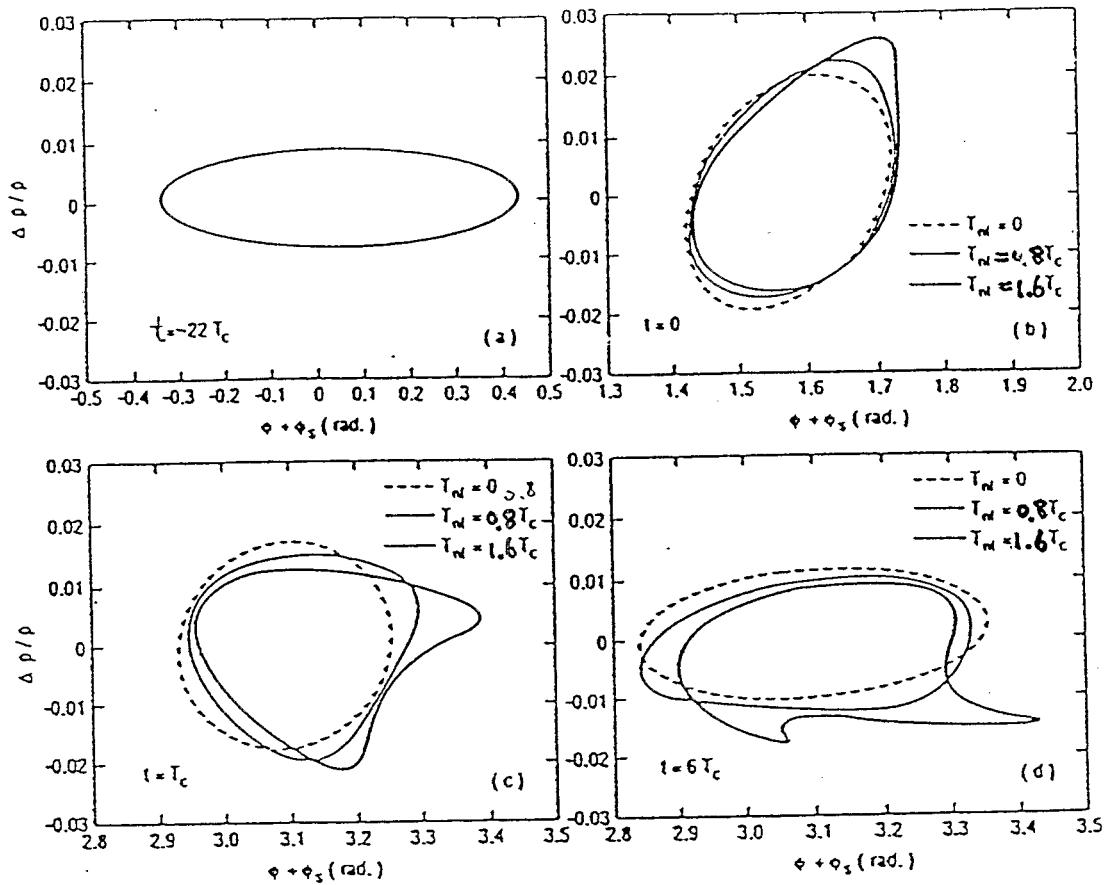 0.03
0.02
0.01
0
-0.01
-0.02
-0.03
Δ p / p
t = -22 T_c
(a)
-0.5 -0.4 -0.3 -0.2 -0.1 0 0.1 0.2 0.3 0.4 0.5
φ + φ_s ( rad. )
0.03
0.02
0.01
0
-0.01
-0.02
-0.03
T_nl = 0
T_nl = 0.8T_c
T_nl = 1.6T_c
t = 0
(b)
1.3 1.4 1.5 1.6 1.7 1.8 1.9 2.0
φ + φ_s ( rad. )
0.03
0.02
0.01
0
-0.01
-0.02
-0.03
Δ p / p
T_nl = 0
T_nl = 0.8T_c
T_nl = 1.6T_c
t = T_c
(c)
2.8 2.9 3.0 3.1 3.2 3.3 3.4 3.5
φ + φ_s ( rad. )
0.03
0.02
0.01
0
-0.01
-0.02
-0.03
T_nl = 0
T_nl = 0.8T_c
T_nl = 1.6T_c
t = 6 T_c
(d)
2.8 2.9 3.0 3.1 3.2 3.3 3.4 3.5
φ + φ_s ( rad. )